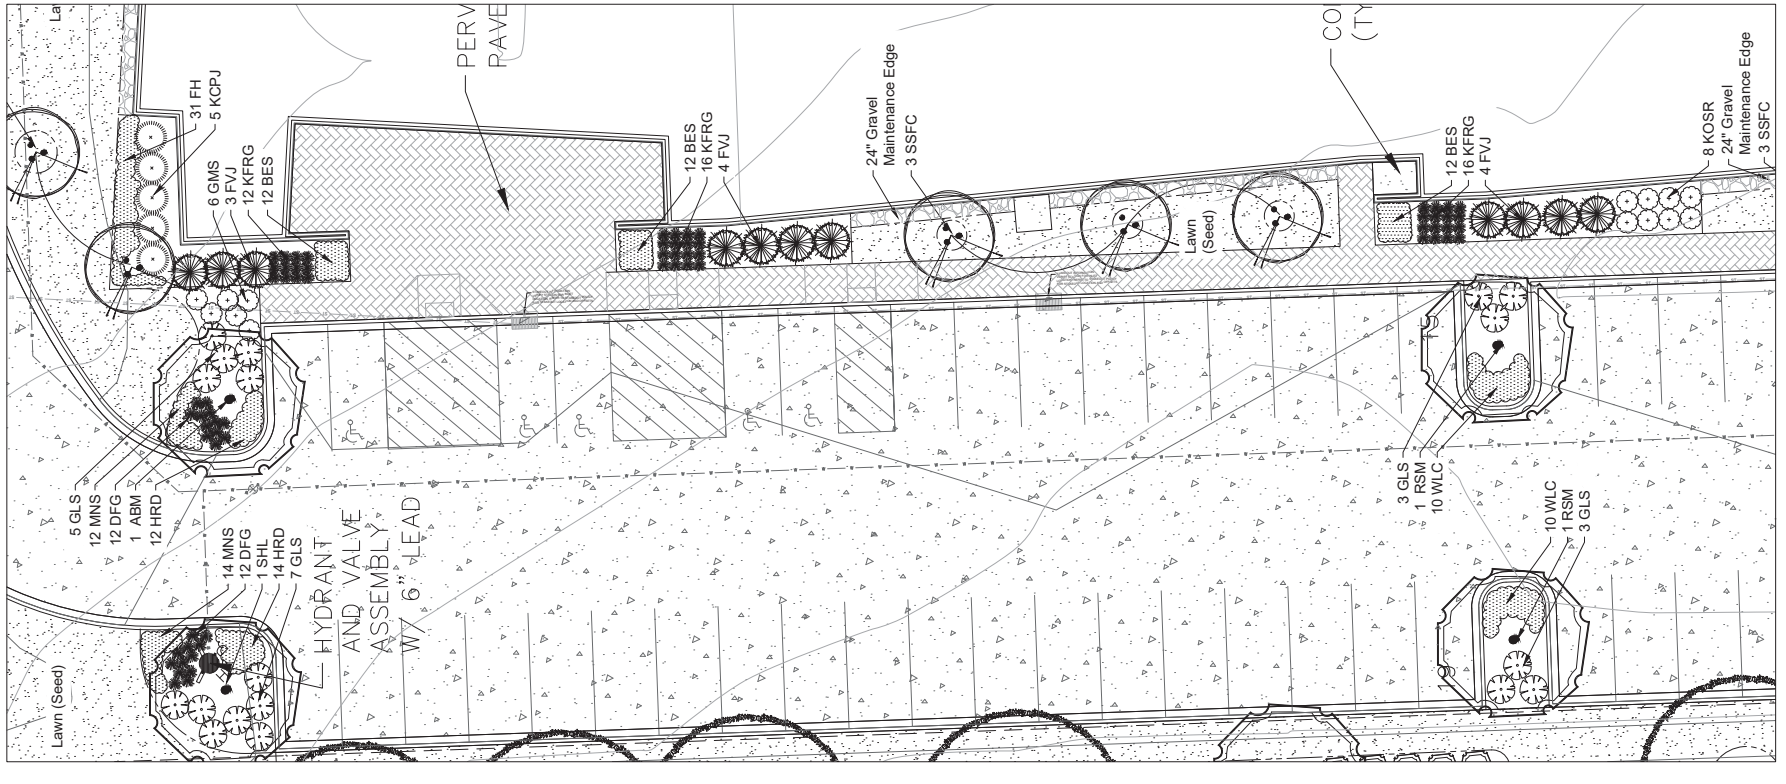 La
31 FH
5 KCPJ
6 GMS
3 FVJ
12 KFRG
12 BES
PERV
PAVE
12 BES
16 KFRG
4 FVJ
24" Gravel
Maintenance Edge
3 SSFC
Lawn
(Seed)
COI
(TY
12 BES
16 KFRG
4 FVJ
8 KOSR
24" Gravel
Maintenance Edge
3 SSFC
5 GLS
12 MNS
12 DFG
1 ABM
12 HRD
14 MNS
12 DFG
1 SHL
14 HRD
7 GLS
HYDRANT
AND VALVE
ASSEMBLY
W/ 6" LEAD
Lawn (Seed)
3 GLS
1 RSM
10 WLC
10 WLC
1 RSM
3 GLS
19